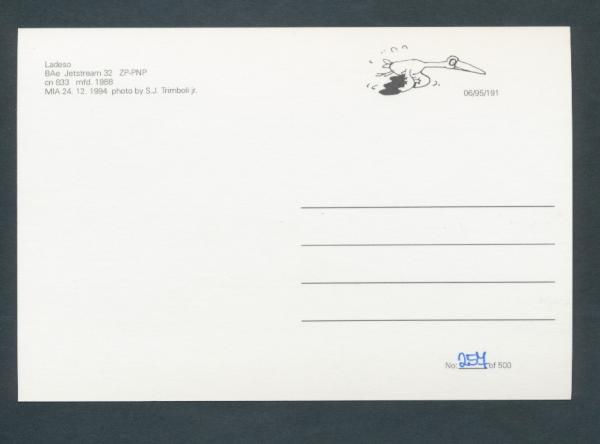 Ladeso
BAe Jetstream 32 ZP-PNP
cn 833 mfd. 1988
MIA 24. 12. 1994 photo by S.J. Trimboli jr.
06/95/191
No: 257 of 500